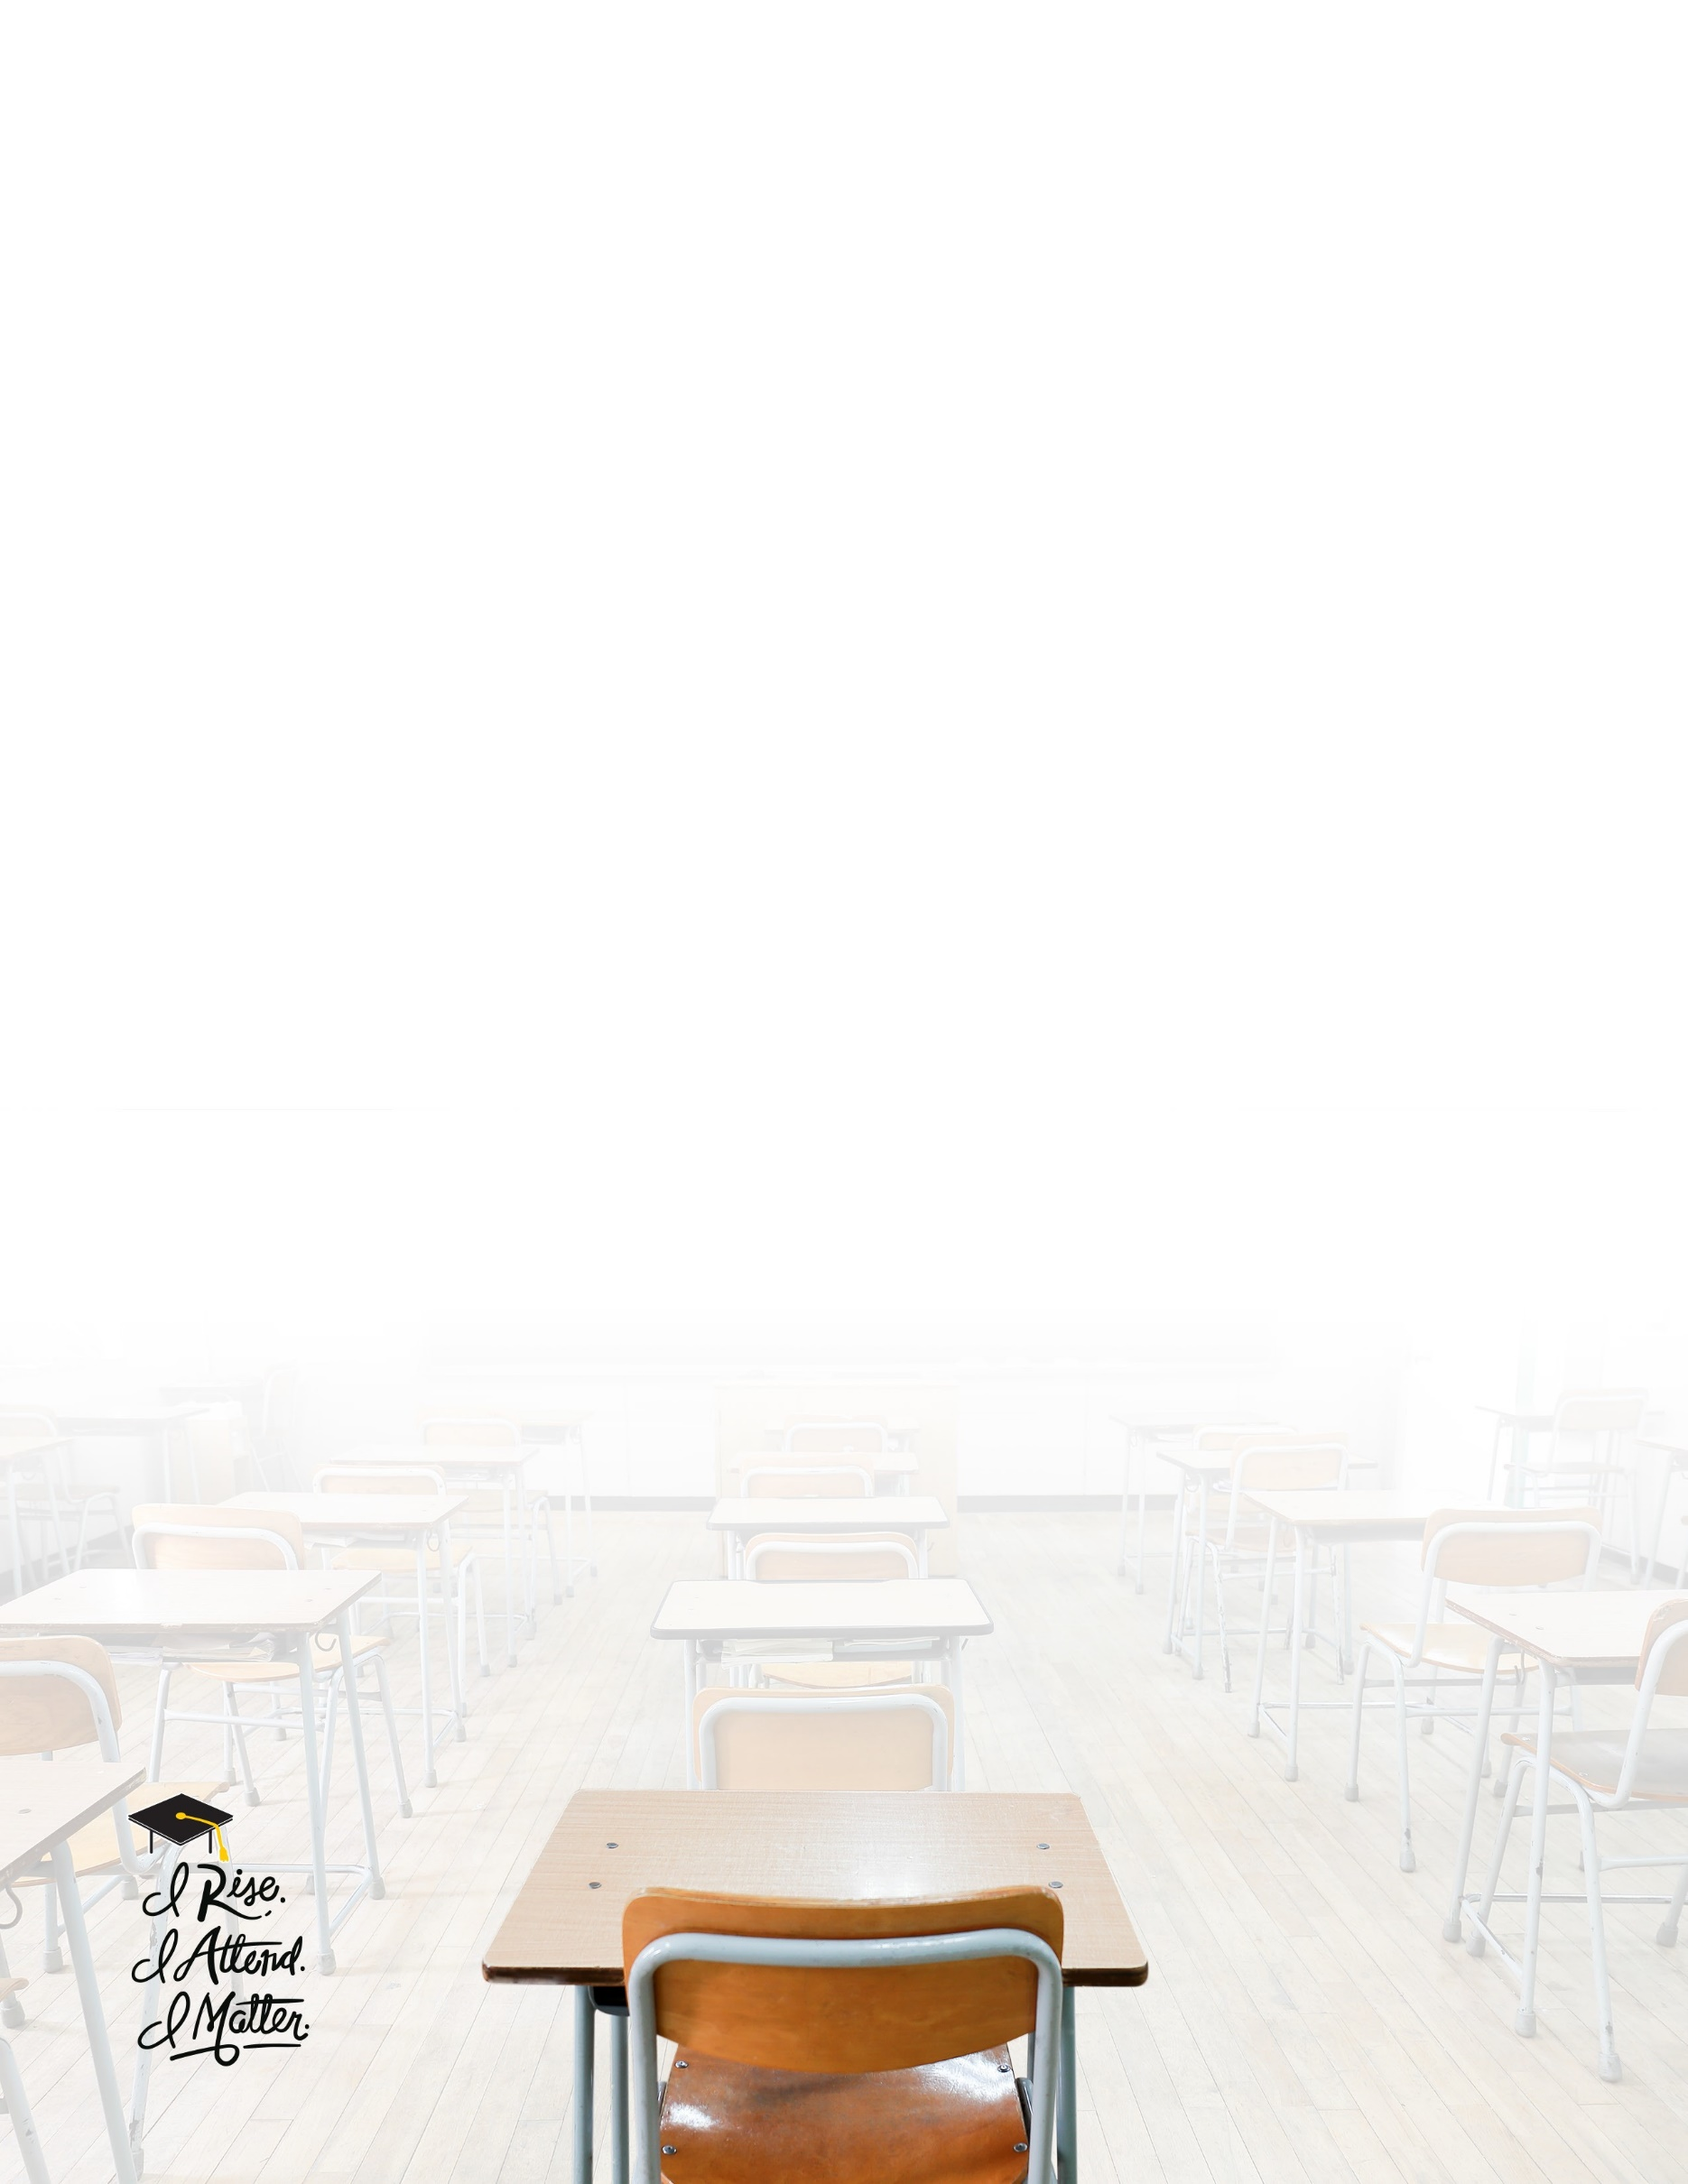 I Rise.
I Attend.
I Matter.